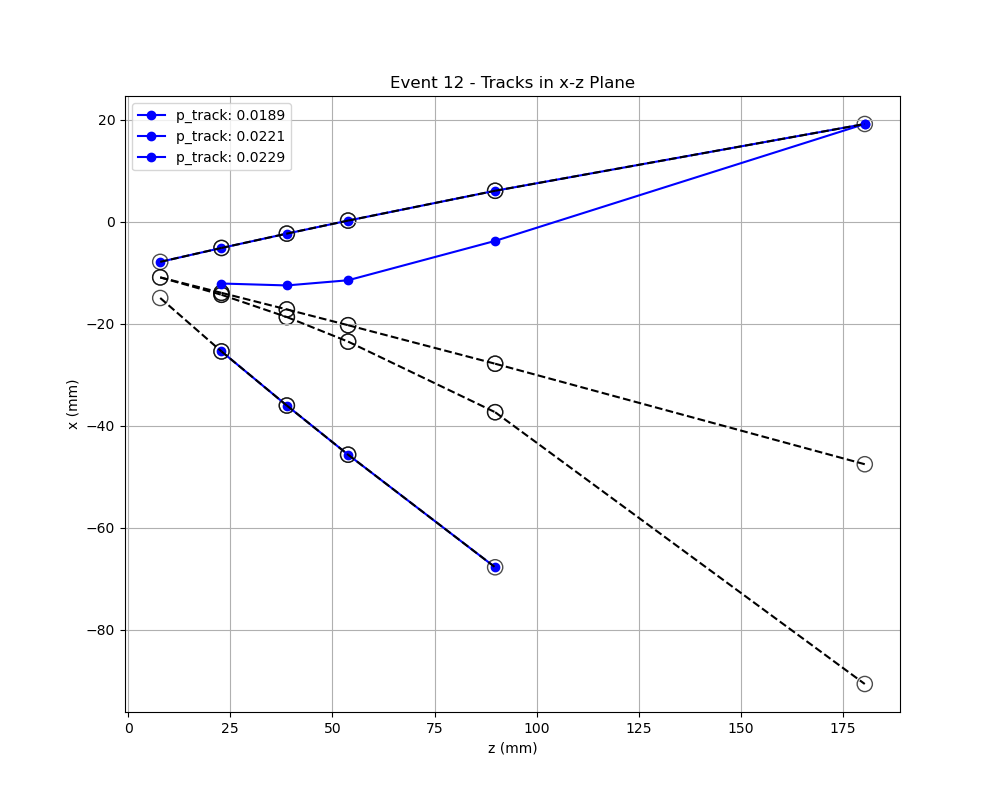 Event 12 - Tracks in x-z Plane
p_track: 0.0189
p_track: 0.0221
p_track: 0.0229
20
0
−20
−40
−60
−80
x (mm)
0 25 50 75 100 125 150 175
z (mm)